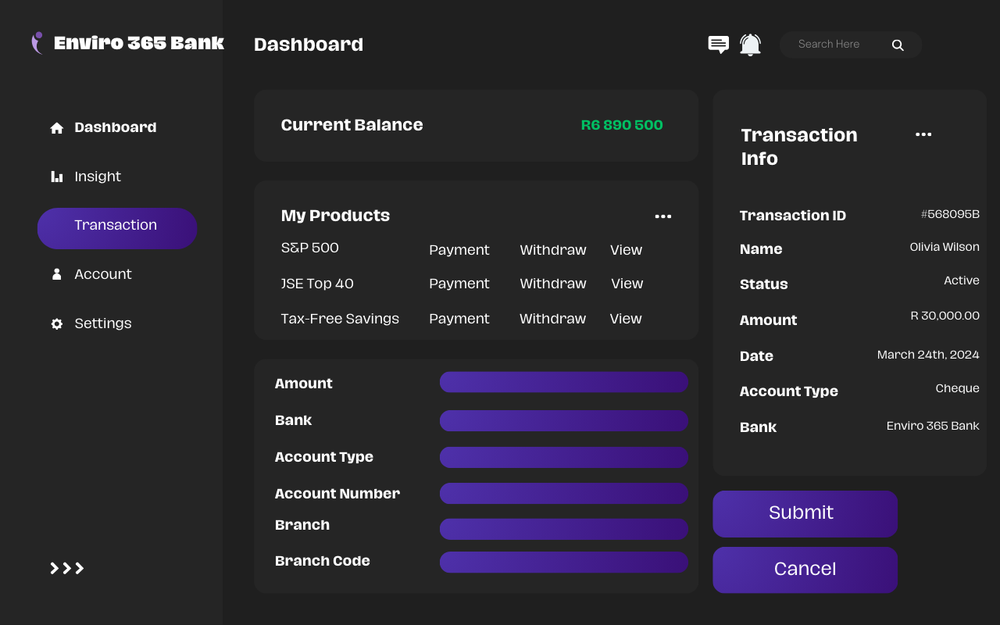 Enviro 365 Bank
Dashboard
Insight
Transaction
Account
Settings
Dashboard
Search Here
Current Balance
R6 890 500
My Products
S&P 500 Payment Withdraw View
JSE Top 40 Payment Withdraw View
Tax-Free Savings Payment Withdraw View
Amount
Bank
Account Type
Account Number
Branch
Branch Code
Transaction
Info
Transaction ID #568095B
Name Olivia Wilson
Status Active
Amount R 30,000.00
Date March 24th, 2024
Account Type Cheque
Bank Enviro 365 Bank
Submit
Cancel